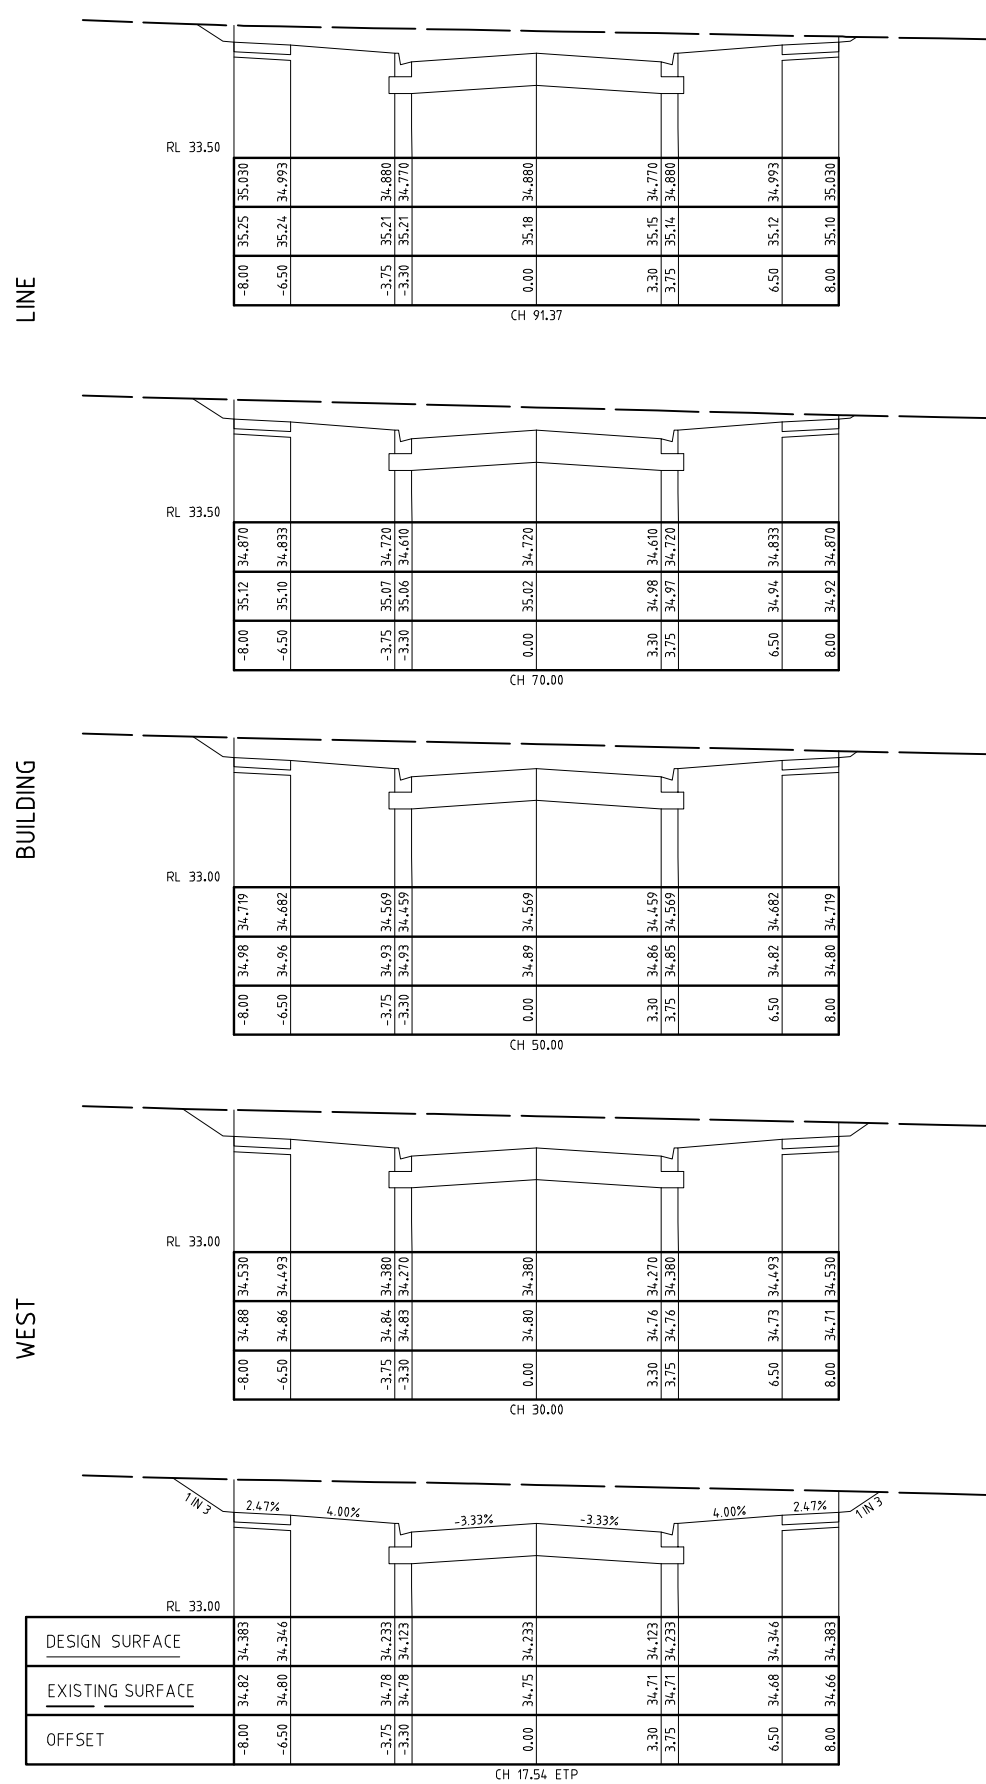 LINE
RL 33.50
35.030 34.993 34.880 34.770 34.880 34.770 34.880 34.993 35.030
35.25 35.24 35.21 35.21 35.18 35.15 35.14 35.12 35.10
-8.00 -6.50 -3.75 -3.30 0.00 3.30 3.75 6.50 8.00
CH 91.37
RL 33.50
34.870 34.833 34.720 34.610 34.720 34.610 34.720 34.833 34.870
35.12 35.10 35.07 35.06 35.02 34.98 34.97 34.94 34.92
-8.00 -6.50 -3.75 -3.30 0.00 3.30 3.75 6.50 8.00
CH 70.00
BUILDING
RL 33.00
34.719 34.682 34.569 34.459 34.569 34.459 34.569 34.682 34.719
34.98 34.96 34.93 34.93 34.89 34.86 34.85 34.82 34.80
-8.00 -6.50 -3.75 -3.30 0.00 3.30 3.75 6.50 8.00
CH 50.00
WEST
RL 33.00
34.530 34.493 34.380 34.270 34.380 34.270 34.380 34.493 34.530
34.88 34.86 34.84 34.83 34.80 34.76 34.76 34.73 34.71
-8.00 -6.50 -3.75 -3.30 0.00 3.30 3.75 6.50 8.00
CH 30.00
1 IN 3 2.47% 4.00% -3.33% -3.33% 4.00% 2.47% 1 IN 3
RL 33.00
DESIGN SURFACE 34.383 34.346 34.233 34.123 34.233 34.123 34.233 34.346 34.383
EXISTING SURFACE 34.82 34.80 34.78 34.78 34.75 34.71 34.71 34.68 34.66
OFFSET -8.00 -6.50 -3.75 -3.30 0.00 3.30 3.75 6.50 8.00
CH 17.54 ETP